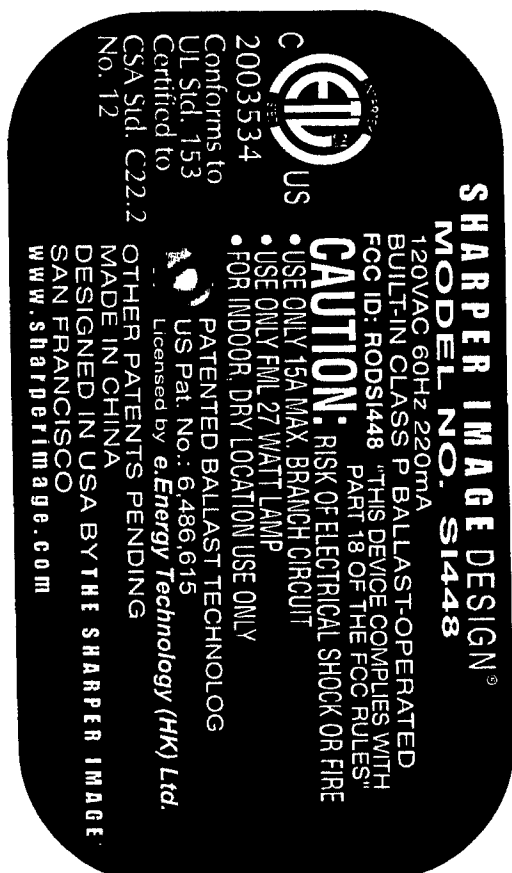 SHARPER IMAGE DESIGN®
MODEL NO. SI448
120VAC 60Hz 220mA
BUILT-IN CLASS P BALLAST-OPERATED
FCC ID: RODSI448 "THIS DEVICE COMPLIES WITH
PART 18 OF THE FCC RULES"
CAUTION: RISK OF ELECTRICAL SHOCK OR FIRE
• USE ONLY 15A MAX. BRANCH CIRCUIT
• USE ONLY FML 27 WATT LAMP
• FOR INDOOR, DRY LOCATION USE ONLY
C ETL US
2003534
Conforms to
UL Std. 153
Certified to
CSA Std. C22.2
No. 12
PATENTED BALLAST TECHNOLOG
US Pat. No.: 6,486,615
Licensed by e.Energy Technology (HK) Ltd.
OTHER PATENTS PENDING
MADE IN CHINA
DESIGNED IN USA BY THE SHARPER IMAGE
SAN FRANCISCO
www.sharperimage.com